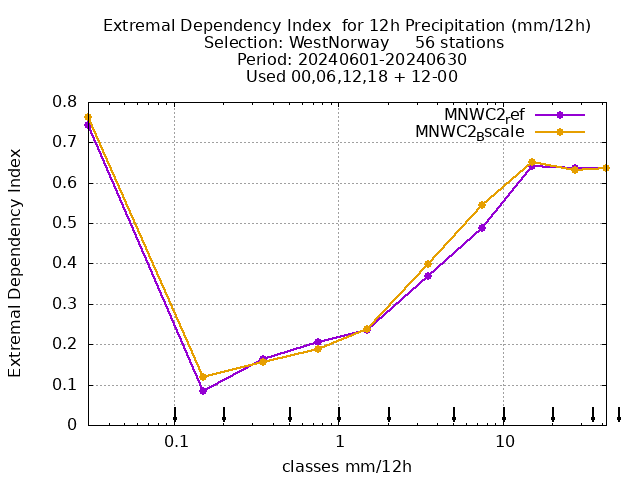 Extremal Dependency Index  for 12h Precipitation (mm/12h)
Selection: WestNorway     56 stations
Period: 20240601-20240630
Used 00,06,12,18 + 12-00
MNWC2ref
MNWC2Bscale
0.8
0.7
0.6
0.5
0.4
0.3
0.2
0.1
0
Extremal Dependency Index
0.1
1
10
classes mm/12h